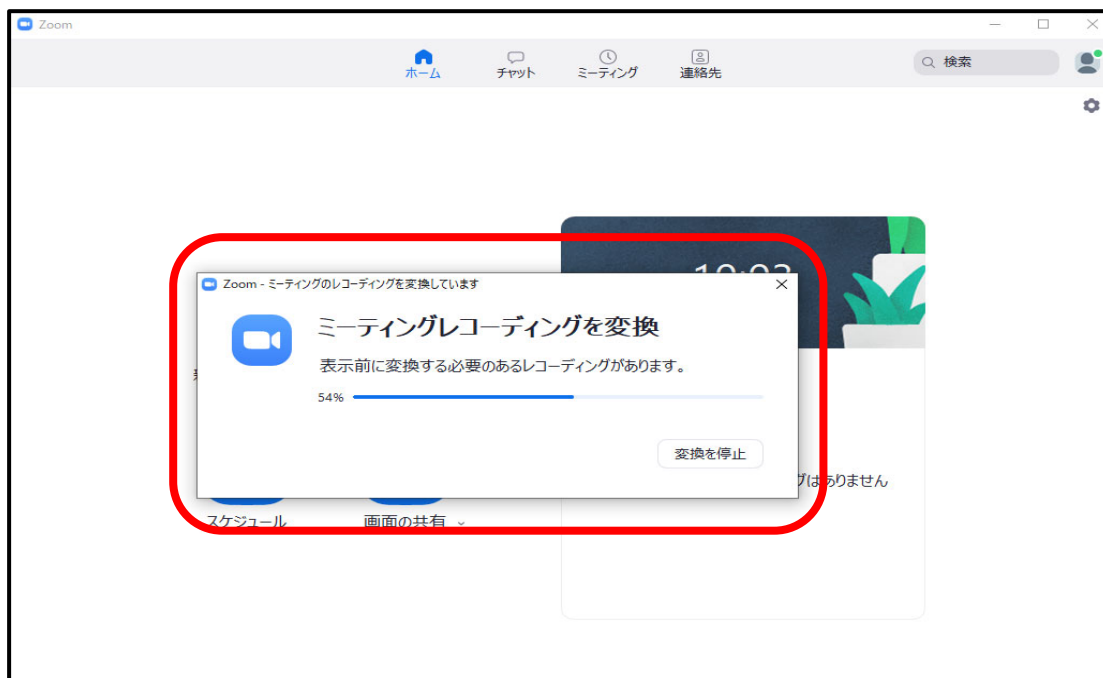 Zoom
ホーム
チャット
ミーティング
連絡先
検索
Zoom - ミーティングのレコーディングを変換しています
ミーティングレコーディングを変換
表示前に変換する必要のあるレコーディングがあります。
54%
変換を停止
はありません
スケジュール
画面の共有